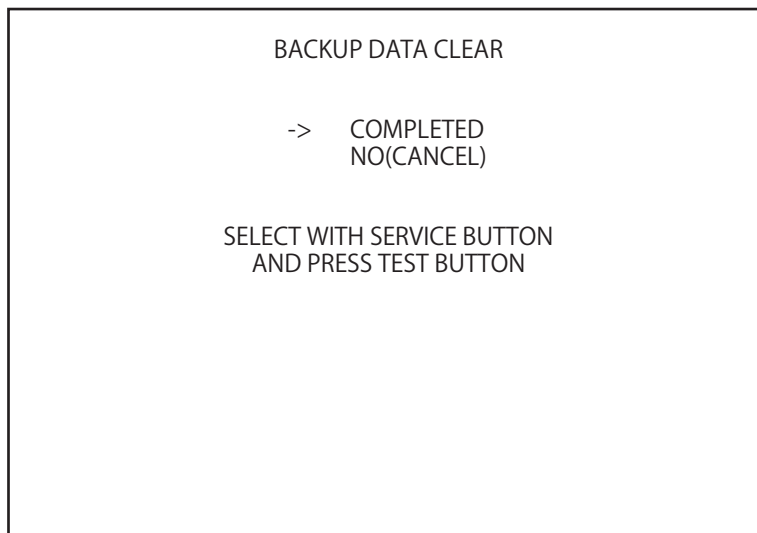 BACKUP DATA CLEAR
-> COMPLETED
NO(CANCEL)
SELECT WITH SERVICE BUTTON
AND PRESS TEST BUTTON